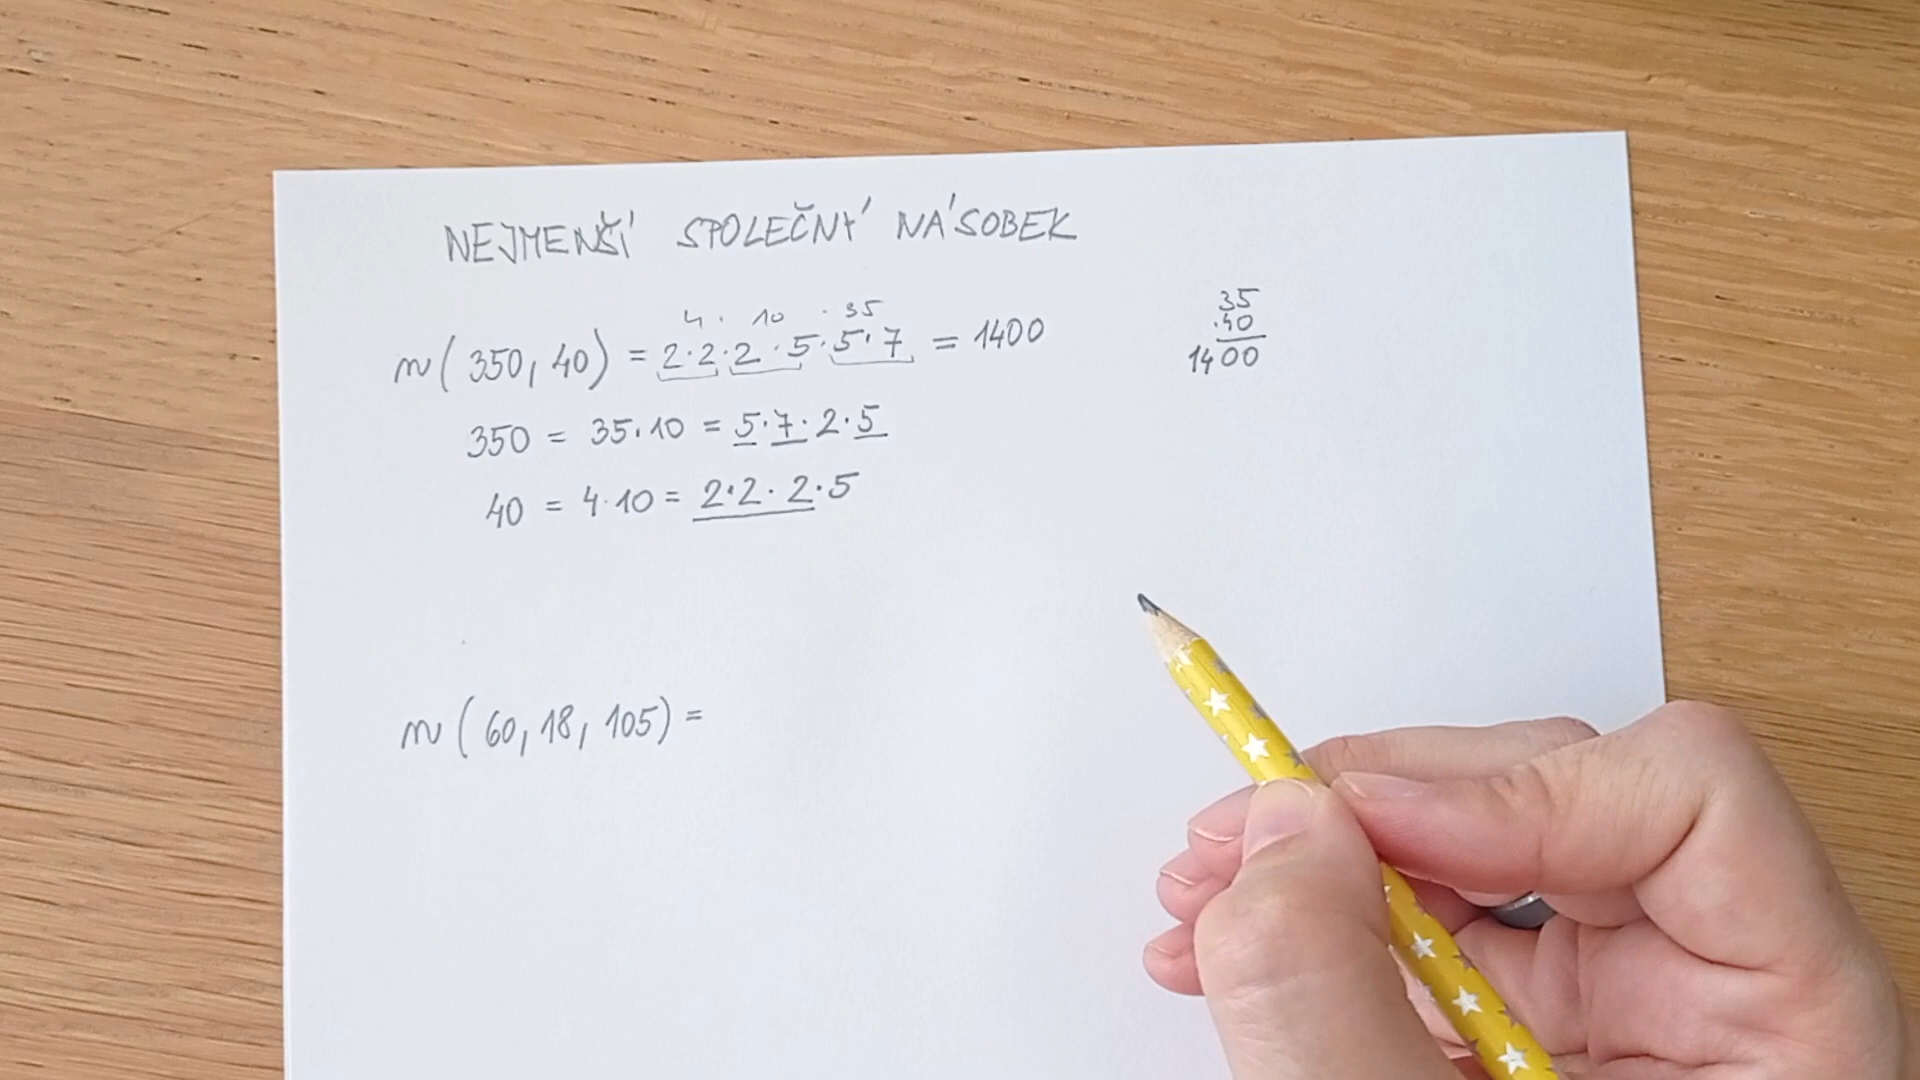 NEJMENŠÍ SPOLEČNÝ NÁSOBEK
4 · 10 · 35
n(350, 40) = 2·2·2·5·5·7 = 1400
350 = 35·10 = 5·7·2·5
40 = 4·10 = 2·2·2·5
35
·40
1400
n(60, 18, 105) =